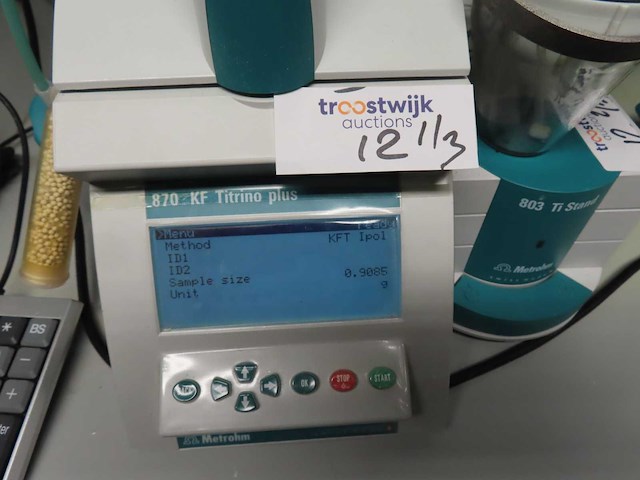 troostwijk
auctions
12 1/3
870 KF Titrino plus
Menu
Method KFT Ipol
ID1
ID2
Sample size 0.9085
Unit g
OK
STOP
START
Metrohm
803 Ti Stand
Metrohm
* BS
-
+